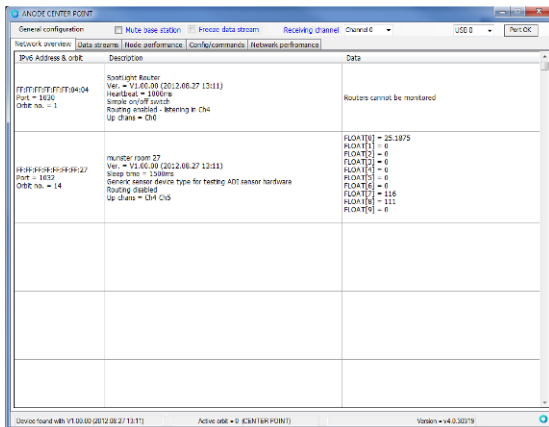 ANODE CENTER POINT
General configuration Mute base station Freeze data stream Receiving channel Channel 0 USB 0 Port OK
Network overview Data streams Node performance Config/commands Network perfromance
IPv6 Address & orbit Description Data
Spotlight Router
Ver. = V1.00.00 (2012.08.27 13:11)
FF:FF:FF:FF:FF:FF:04:04 Heartbeat = 1000ms
Port = 1030 Simple on/off switch Routers cannot be monitored
Orbit no. = 1 Routing enabled - listening in Ch4
Up chans = Ch0
FLOAT[0] = 25.1875
FLOAT[1] = 0
munster room 27 FLOAT[2] = 0
Ver. = V1.00.00 (2012.08.27 13:11) FLOAT[3] = 0
FF:FF:FF:FF:FF:FF:FF:27 Sleep time = 1500ms FLOAT[4] = 0
Port = 1032 Generic sensor device type for testing ADI sensor hardware FLOAT[5] = 0
Orbit no. = 14 Routing disabled FLOAT[6] = 0
Up chans = Ch4 Ch5 FLOAT[7] = 116
FLOAT[8] = 111
FLOAT[9] = 0
Device found with V1.00.00 (2012.08.27 13:11) Active orbit = 0 (CENTER POINT) Version = v4.0.30319